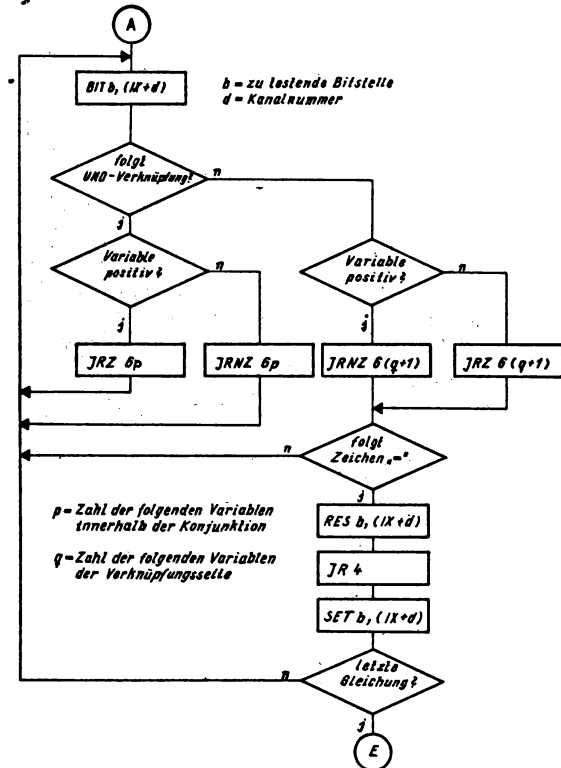 A
BIT b, (IX+d)
b = zu testende Bitstelle
d = Kanalnummer
folgt
UND-Verknüpfung?
n
j
Variable
positiv?
n
Variable
positiv?
n
j
j
JRZ 6p
JRNZ 6p
JRNZ 6(q+1)
JRZ 6(q+1)
folgt
Zeichen „="
n
j
p = Zahl der folgenden Variablen
innerhalb der Konjunktion
q = Zahl der folgenden Variablen
der Verknüpfungsseite
RES b, (IX+d)
JR 4
SET b, (IX+d)
letzte
Gleichung?
n
j
E